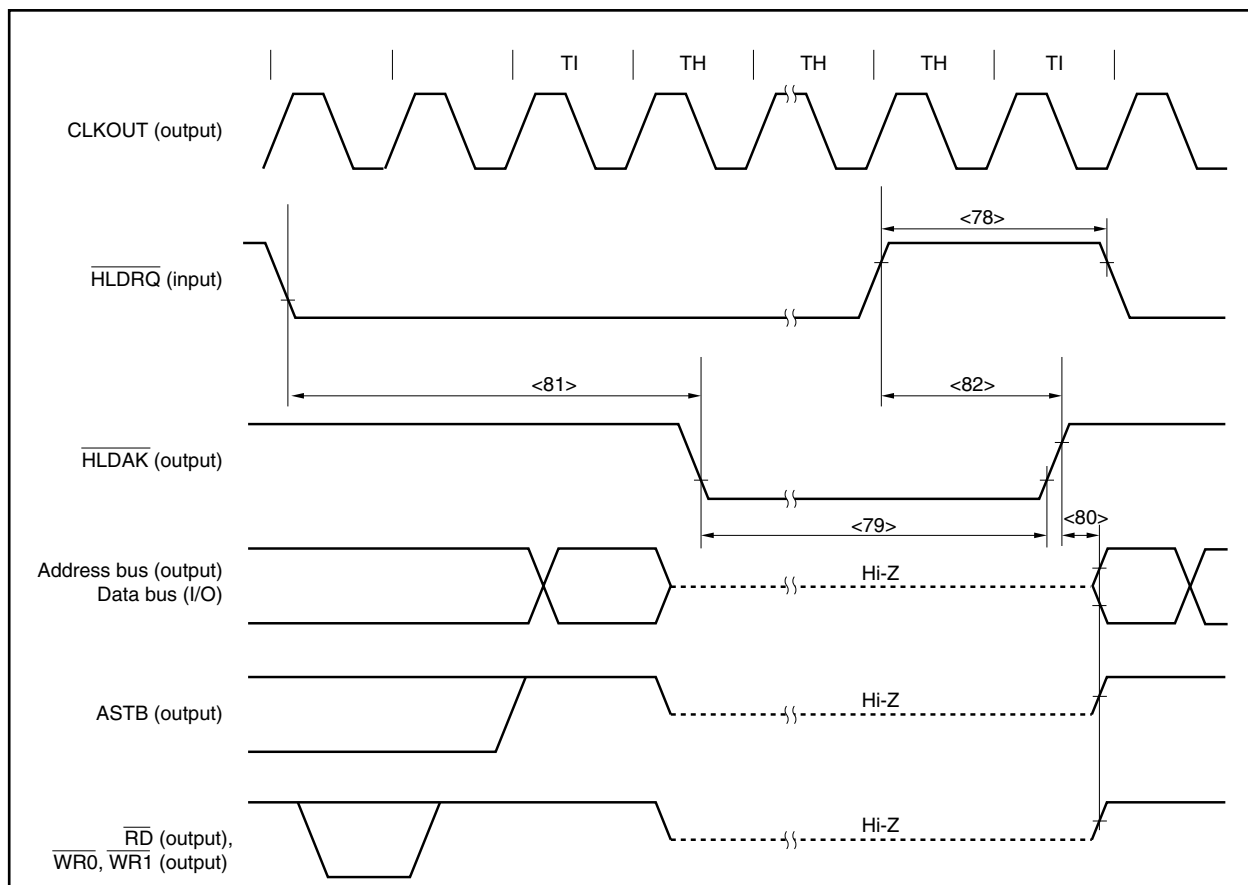 TI TH TH TH TI
CLKOUT (output)
<78>
HLDRQ (input)
<81>
<82>
HLDAK (output)
<79>
<80>
Address bus (output)
Data bus (I/O)
Hi-Z
ASTB (output)
Hi-Z
RD (output),
WR0, WR1 (output)
Hi-Z